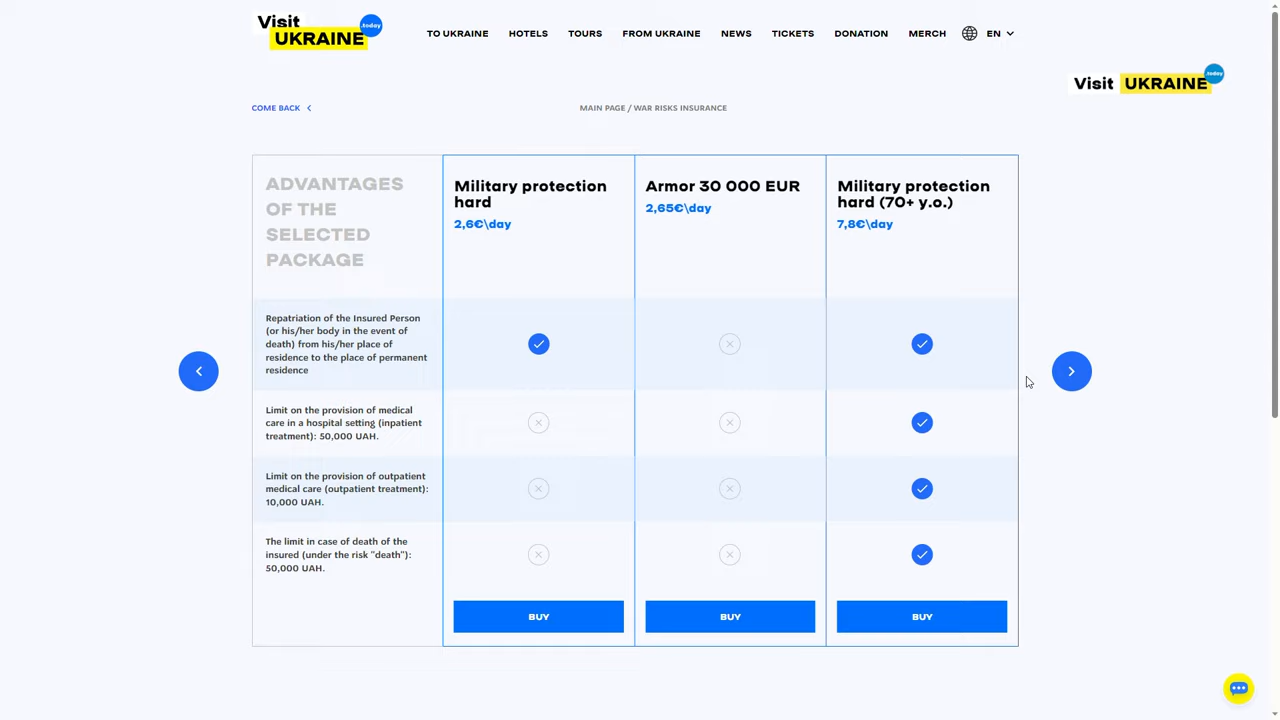 Visit
UKRAINE
.today
TO UKRAINE HOTELS TOURS FROM UKRAINE NEWS TICKETS DONATION MERCH EN
Visit UKRAINE
.today
COME BACK
MAIN PAGE / WAR RISKS INSURANCE
ADVANTAGES
OF THE
SELECTED
PACKAGE
Military protection
hard
2,6€\day
Armor 30 000 EUR
2,65€\day
Military protection
hard (70+ y.o.)
7,8€\day
Repatriation of the Insured Person
(or his/her body in the event of
death) from his/her place of
residence to the place of permanent
residence
Limit on the provision of medical
care in a hospital setting (inpatient
treatment): 50,000 UAH.
Limit on the provision of outpatient
medical care (outpatient treatment):
10,000 UAH.
The limit in case of death of the
insured (under the risk "death"):
50,000 UAH.
BUY BUY BUY